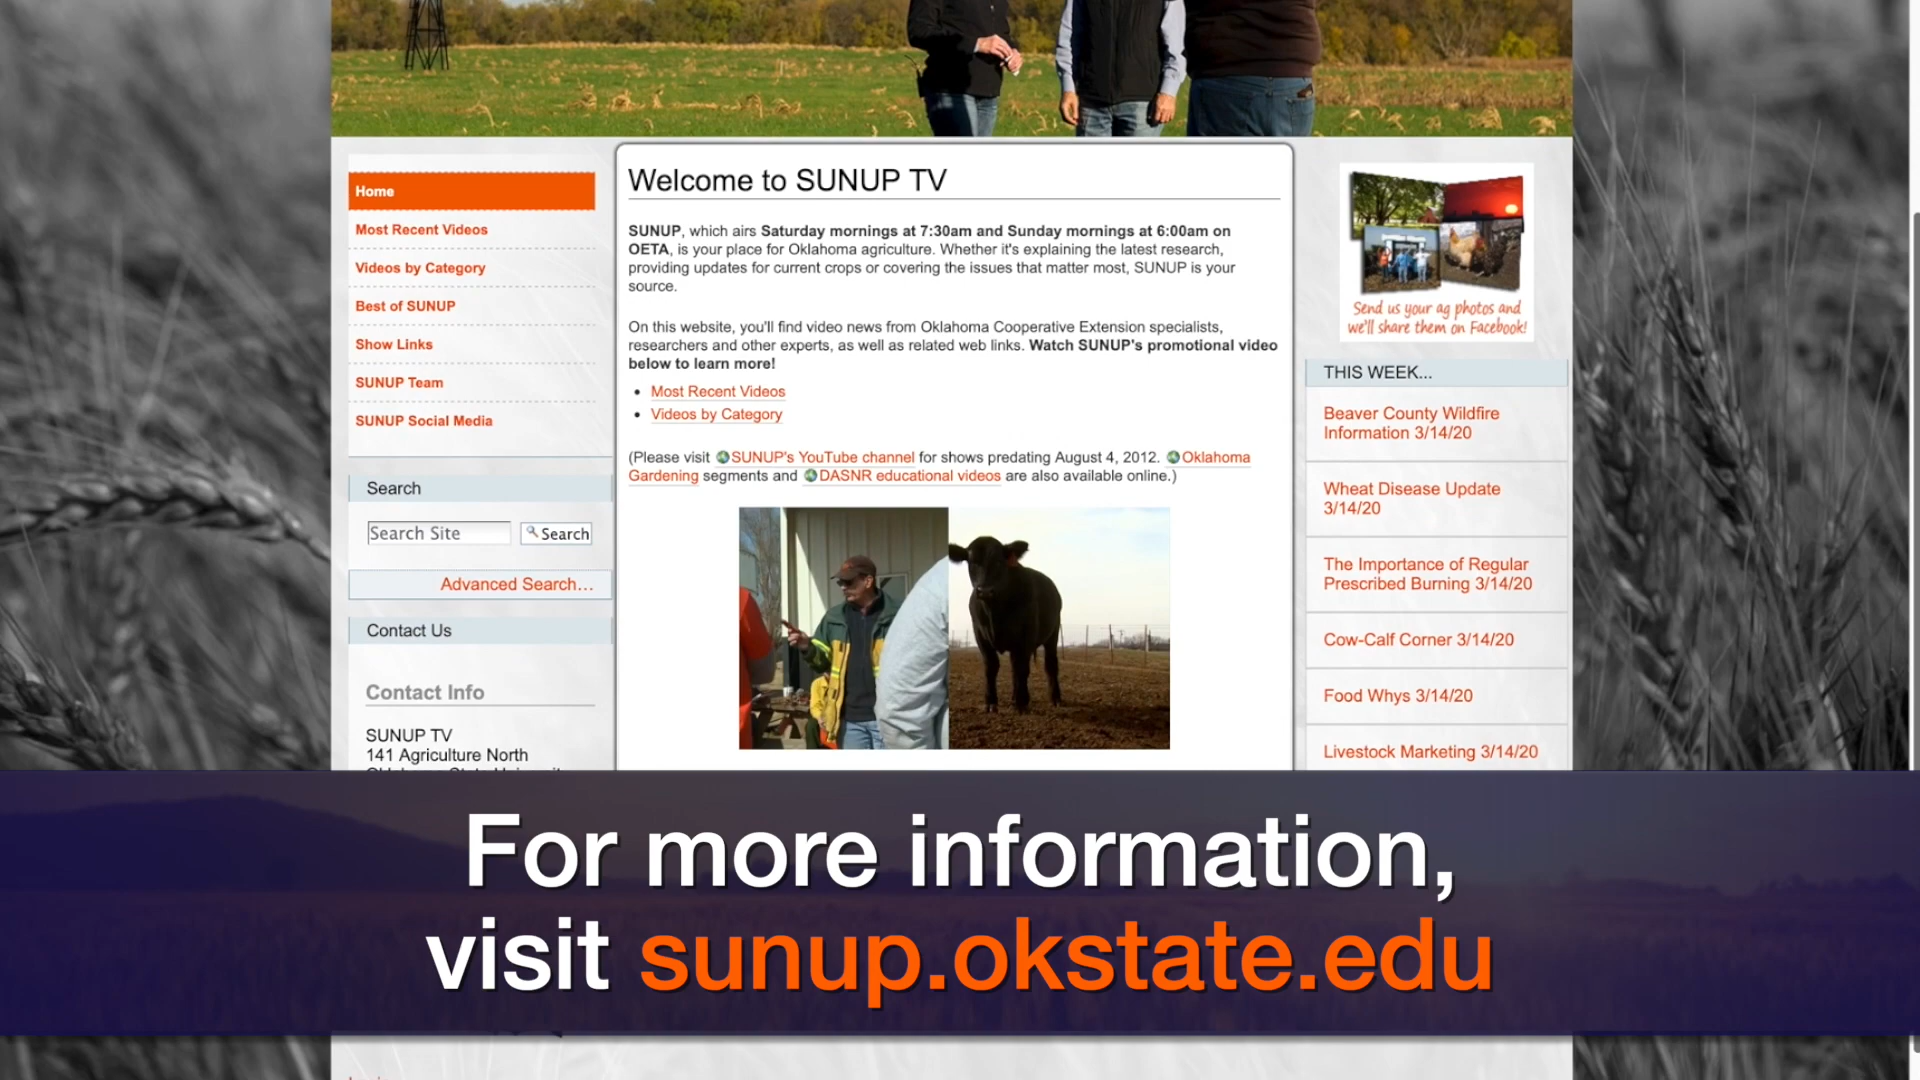 Home
Most Recent Videos
Videos by Category
Best of SUNUP
Show Links
SUNUP Team
SUNUP Social Media
Search
Search Site
Search
Advanced Search...
Contact Us
Contact Info
SUNUP TV
141 Agriculture North
Welcome to SUNUP TV
SUNUP, which airs Saturday mornings at 7:30am and Sunday mornings at 6:00am on
OETA, is your place for Oklahoma agriculture. Whether it's explaining the latest research,
providing updates for current crops or covering the issues that matter most, SUNUP is your
source.
On this website, you'll find video news from Oklahoma Cooperative Extension specialists,
researchers and other experts, as well as related web links. Watch SUNUP's promotional video
below to learn more!
Most Recent Videos
Videos by Category
(Please visit SUNUP's YouTube channel for shows predating August 4, 2012. Oklahoma
Gardening segments and DASNR educational videos are also available online.)
Send us your ag photos and
we'll share them on Facebook!
THIS WEEK...
Beaver County Wildfire
Information 3/14/20
Wheat Disease Update
3/14/20
The Importance of Regular
Prescribed Burning 3/14/20
Cow-Calf Corner 3/14/20
Food Whys 3/14/20
Livestock Marketing 3/14/20
For more information,
visit sunup.okstate.edu